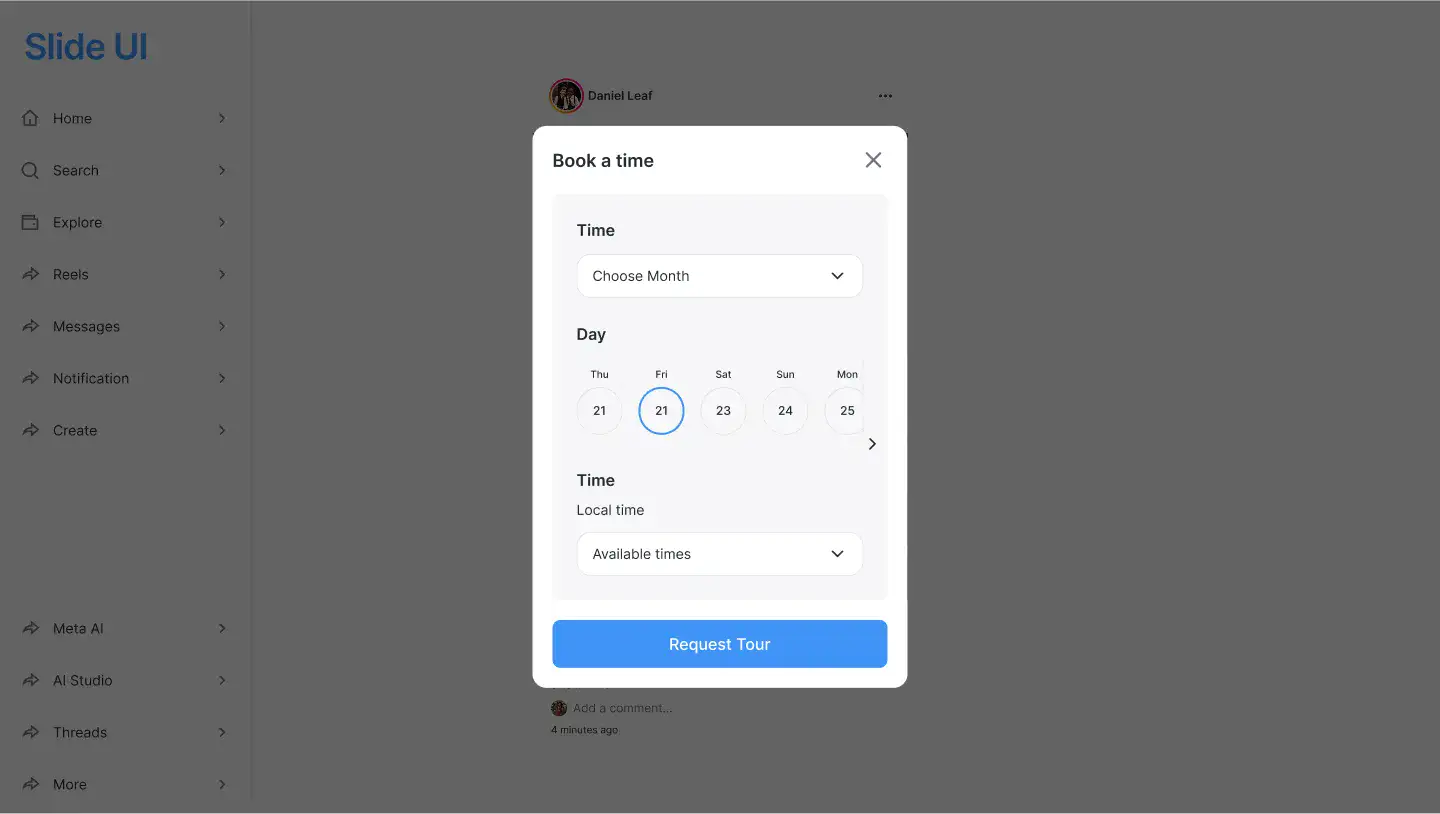 Slide UI
Home
Search
Explore
Reels
Messages
Notification
Create
Meta AI
AI Studio
Threads
More
Daniel Leaf
Book a time
Time
Choose Month
Day
Thu Fri Sat Sun Mon
21 21 23 24 25
Time
Local time
Available times
Request Tour
Add a comment...
4 minutes ago